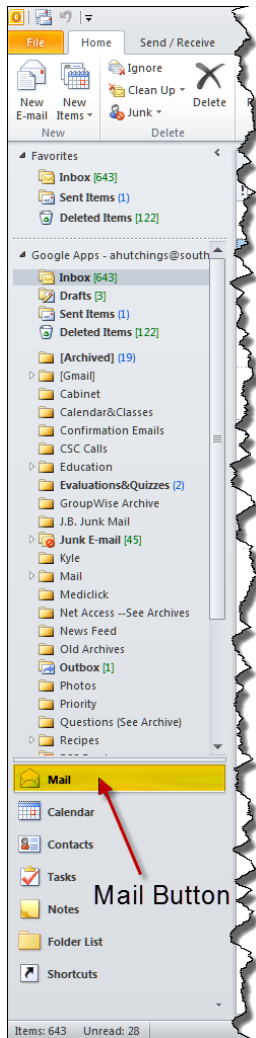 File Home Send / Receive
Ignore
Clean Up
Junk
New E-mail
New Items
Delete
New Delete
Favorites
Inbox [643]
Sent Items (1)
Deleted Items [122]
Google Apps - ahutchings@south
Inbox [643]
Drafts [3]
Sent Items (1)
Deleted Items [122]
[Archived] (19)
[Gmail]
Cabinet
Calendar&Classes
Confirmation Emails
CSC Calls
Education
Evaluations&Quizzes (2)
GroupWise Archive
J.B. Junk Mail
Junk E-mail [45]
Kyle
Mail
Mediclick
Net Access --See Archives
News Feed
Old Archives
Outbox [1]
Photos
Priority
Questions (See Archive)
Recipes
Mail
Calendar
Contacts
Tasks
Mail Button
Notes
Folder List
Shortcuts
Items: 643 Unread: 28